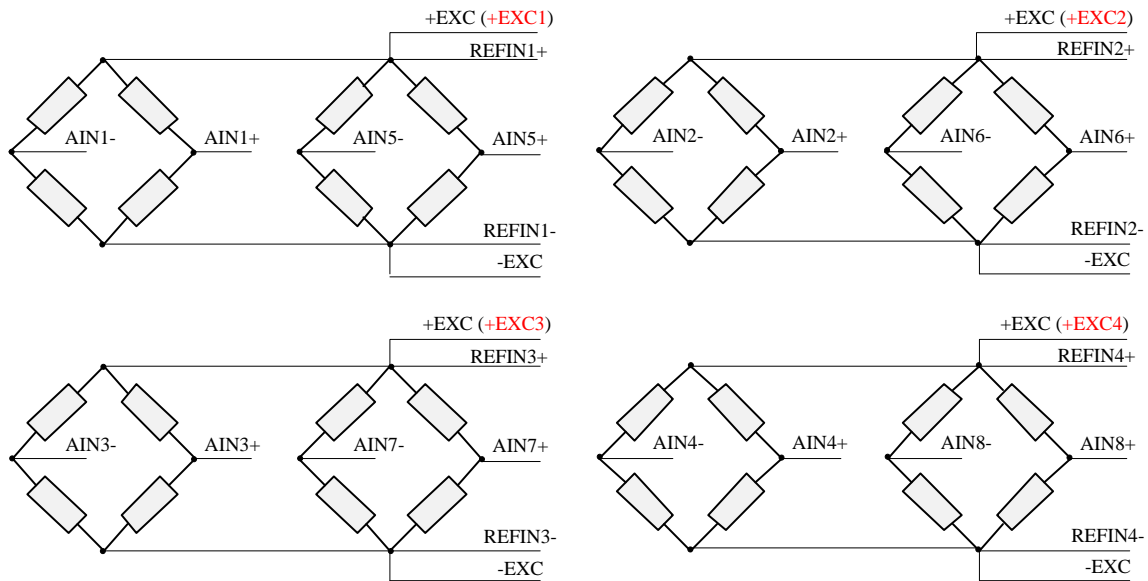 +EXC (+EXC1)
REFIN1+
AIN1-
AIN1+
AIN5-
AIN5+
REFIN1-
-EXC
+EXC (+EXC2)
REFIN2+
AIN2-
AIN2+
AIN6-
AIN6+
REFIN2-
-EXC
+EXC (+EXC3)
REFIN3+
AIN3-
AIN3+
AIN7-
AIN7+
REFIN3-
-EXC
+EXC (+EXC4)
REFIN4+
AIN4-
AIN4+
AIN8-
AIN8+
REFIN4-
-EXC